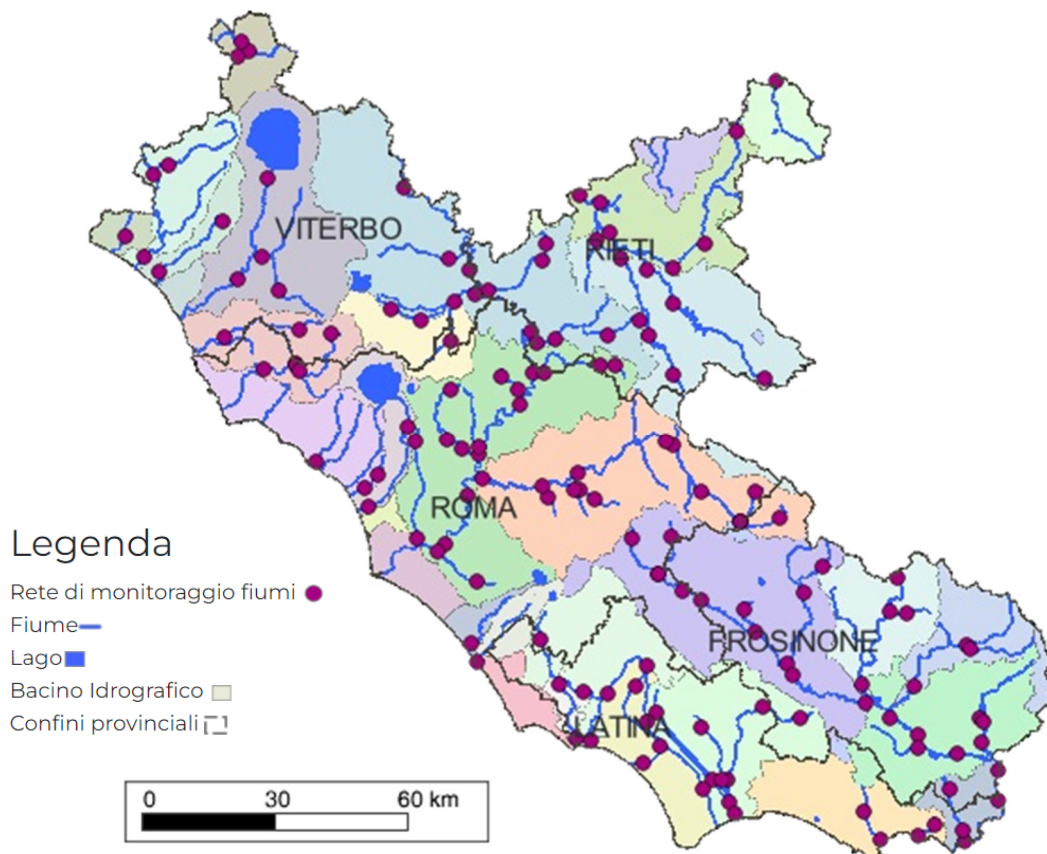 VITERBO
RIETI
ROMA
FROSINONE
LATINA
Legenda
Rete di monitoraggio fiumi
Fiume
Lago
Bacino Idrografico
Confini provinciali
0 30 60 km